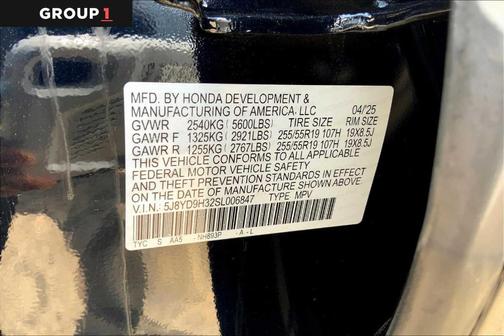 GROUP 1
MFD. BY HONDA DEVELOPMENT &
MANUFACTURING OF AMERICA, LLC 04/25
GVWR 2540KG (5600LBS) TIRE SIZE RIM SIZE
GAWR F 1325KG (2921LBS) 255/55R19 107H 19X8.5J
GAWR R 1255KG (2767LBS) 255/55R19 107H 19X8.5J
THIS VEHICLE CONFORMS TO ALL APPLICABLE
FEDERAL MOTOR VEHICLE SAFETY
AND THEFT PREVENTION STANDARDS IN EFFECT
ON THE DATE OF MANUFACTURE SHOWN ABOVE.
V.I.N.: 5J8YD9H32SL006847 TYPE: MPV
TYC S AA5 NH893P - A - L